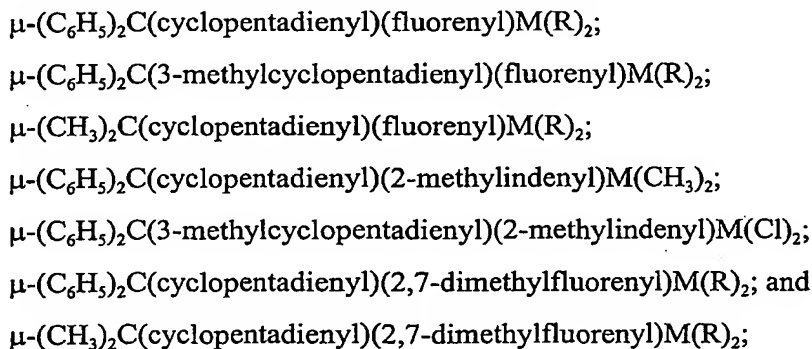 μ-(C₆H₅)₂C(cyclopentadienyl)(fluorenyl)M(R)₂;
μ-(C₆H₅)₂C(3-methylcyclopentadienyl)(fluorenyl)M(R)₂;
μ-(CH₃)₂C(cyclopentadienyl)(fluorenyl)M(R)₂;
μ-(C₆H₅)₂C(cyclopentadienyl)(2-methylindenyl)M(CH₃)₂;
μ-(C₆H₅)₂C(3-methylcyclopentadienyl)(2-methylindenyl)M(Cl)₂;
μ-(C₆H₅)₂C(cyclopentadienyl)(2,7-dimethylfluorenyl)M(R)₂; and
μ-(CH₃)₂C(cyclopentadienyl)(2,7-dimethylfluorenyl)M(R)₂;